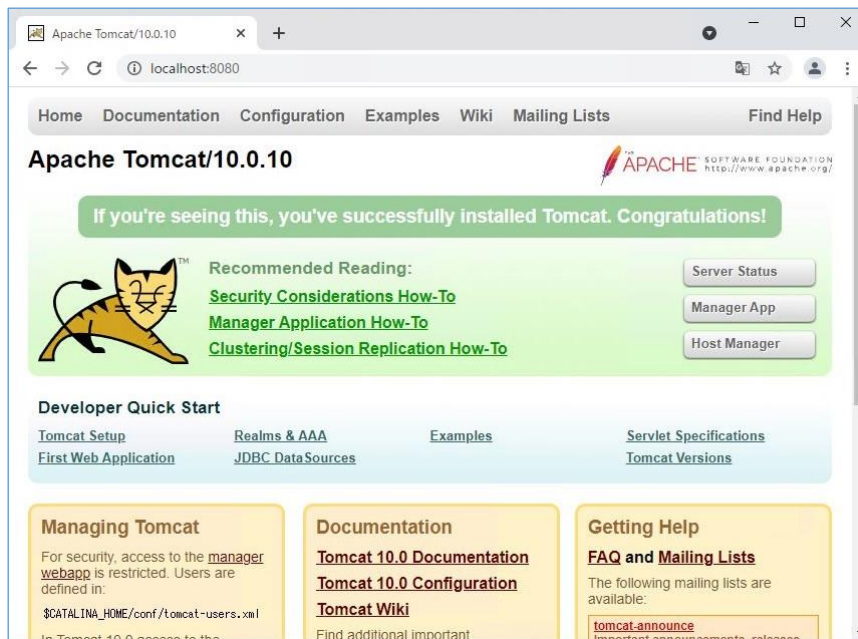 Apache Tomcat/10.0.10
localhost:8080
Home Documentation Configuration Examples Wiki Mailing Lists Find Help
Apache Tomcat/10.0.10
THE APACHE SOFTWARE FOUNDATION
http://www.apache.org/
If you're seeing this, you've successfully installed Tomcat. Congratulations!
TM
Recommended Reading:
Security Considerations How-To
Manager Application How-To
Clustering/Session Replication How-To
Server Status
Manager App
Host Manager
Developer Quick Start
Tomcat Setup Realms & AAA Examples Servlet Specifications
First Web Application JDBC DataSources Tomcat Versions
Managing Tomcat
For security, access to the manager
webapp is restricted. Users are
defined in:
$CATALINA_HOME/conf/tomcat-users.xml
In Tomcat 10.0 access to the
Documentation
Tomcat 10.0 Documentation
Tomcat 10.0 Configuration
Tomcat Wiki
Find additional important
Getting Help
FAQ and Mailing Lists
The following mailing lists are
available:
tomcat-announce
Important announcements, releases,